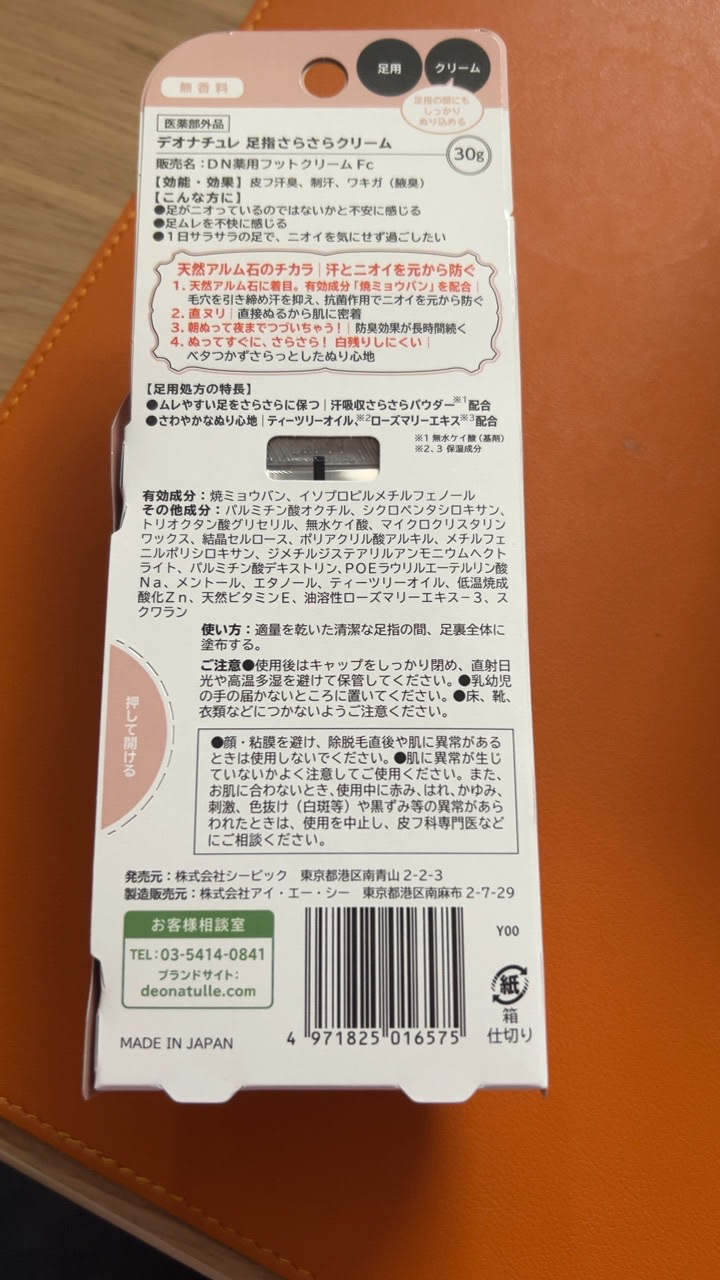 無香料
足用
クリーム
足指の間にも
しっかり
ぬり込める
医薬部外品
デオナチュレ 足指さらさらクリーム
30g
販売名：DN薬用フットクリーム Fc
【効能・効果】皮フ汗臭、制汗、ワキガ（腋臭）
【こんな方に】
●足がニオっているのではないかと不安に感じる
●足ムレを不快に感じる
●1日サラサラの足で、ニオイを気にせず過ごしたい
天然アルム石のチカラ｜汗とニオイを元から防ぐ
1. 天然アルム石に着目。有効成分「焼ミョウバン」を配合｜
毛穴を引き締め汗を抑え、抗菌作用でニオイを元から防ぐ
2. 直ヌリ｜直接ぬるから肌に密着
3. 朝ぬって夜までつづいちゃう！｜防臭効果が長時間続く
4. ぬってすぐに、さらさら！ 白残りしにくい｜
ベタつかずさらっとしたぬり心地
【足用処方の特長】
●ムレやすい足をさらさらに保つ｜汗吸収さらさらパウダー※1配合
●さわやかなぬり心地｜ティーツリーオイル、※2ローズマリーエキス※3配合
※1 無水ケイ酸（基剤）
※2、3 保湿成分
有効成分：焼ミョウバン、イソプロピルメチルフェノール
その他成分：パルミチン酸オクチル、シクロペンタシロキサン、
トリオクタン酸グリセリル、無水ケイ酸、マイクロクリスタリン
ワックス、結晶セルロース、ポリアクリル酸アルキル、メチルフェ
ニルポリシロキサン、ジメチルジステアリルアンモニウムヘクト
ライト、パルミチン酸デキストリン、POEラウリルエーテルリン酸
Na、メントール、エタノール、ティーツリーオイル、低温焼成
酸化Zn、天然ビタミンE、油溶性ローズマリーエキス－3、ス
クワラン
使い方：適量を乾いた清潔な足指の間、足裏全体に
塗布する。
ご注意●使用後はキャップをしっかり閉め、直射日
光や高温多湿を避けて保管してください。●乳幼児
の手の届かないところに置いてください。●床、靴、
衣類などにつかないようご注意ください。
押して開ける
●顔・粘膜を避け、除脱毛直後や肌に異常がある
ときは使用しないでください。●肌に異常が生じ
ていないかよく注意してご使用ください。また、
お肌に合わないとき、使用中に赤み、はれ、かゆみ、
刺激、色抜け（白斑等）や黒ずみ等の異常があら
われたときは、使用を中止し、皮フ科専門医など
にご相談ください。
発売元：株式会社シービック 東京都港区南青山 2-2-3
製造販売元：株式会社アイ・エー・シー 東京都港区南麻布 2-7-29
お客様相談室
TEL：03-5414-0841
ブランドサイト：
deonatulle.com
MADE IN JAPAN
4 971825 016575
Y00
紙
箱
仕切り